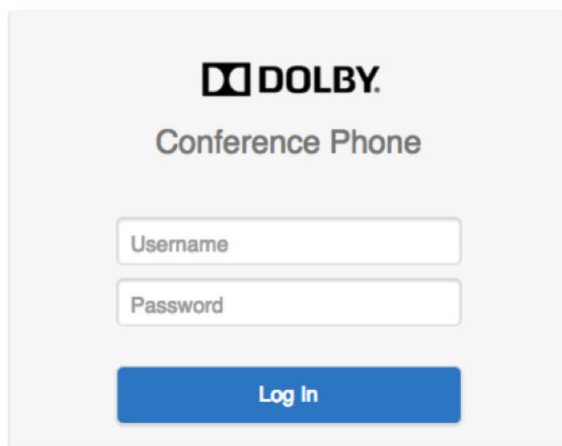 DOLBY.
Conference Phone
Username
Password
Log In